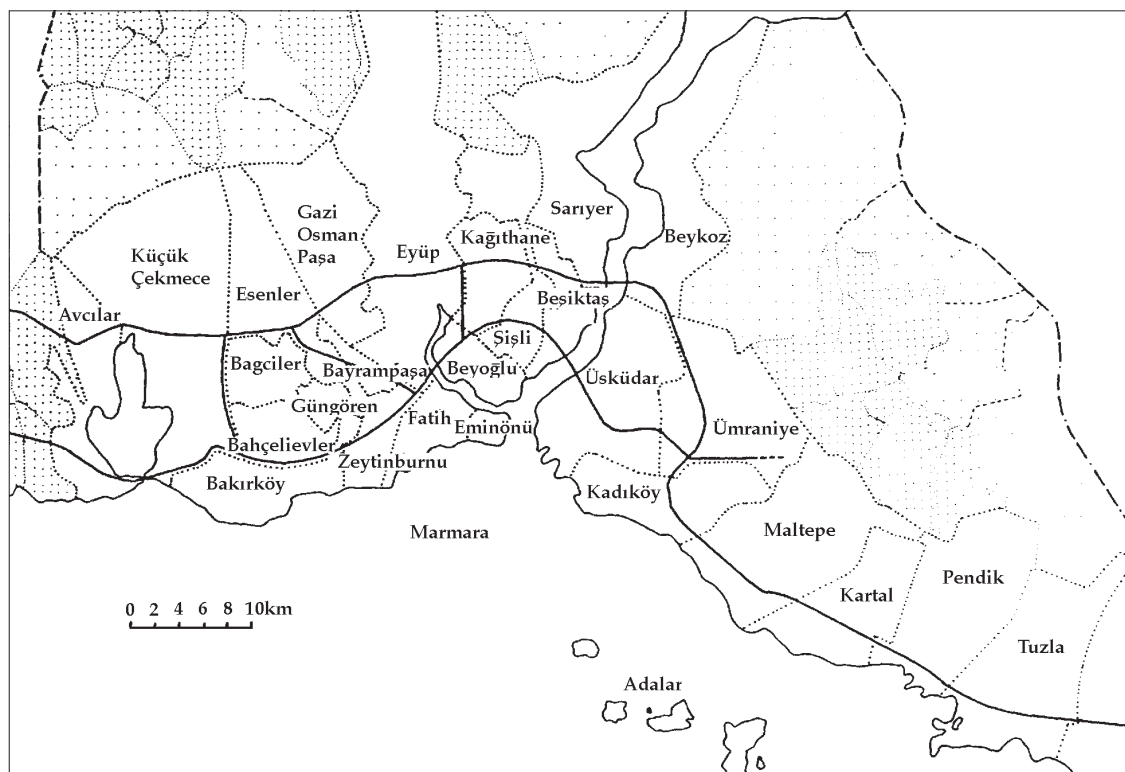 Sarıyer
Gazi
Osman
Paşa
Kağıthane
Beykoz
Eyüp
Küçük
Çekmece
Esenler
Beşiktaş
Avcılar
Şişli
Bagciler
Bayrampaşa
Beyoğlu
Üsküdar
Güngören
Fatih
Eminönü
Ümraniye
Bahçelievler
Zeytinburnu
Bakırköy
Kadıköy
Marmara
Maltepe
Pendik
Kartal
0 2 4 6 8 10km
Tuzla
Adalar